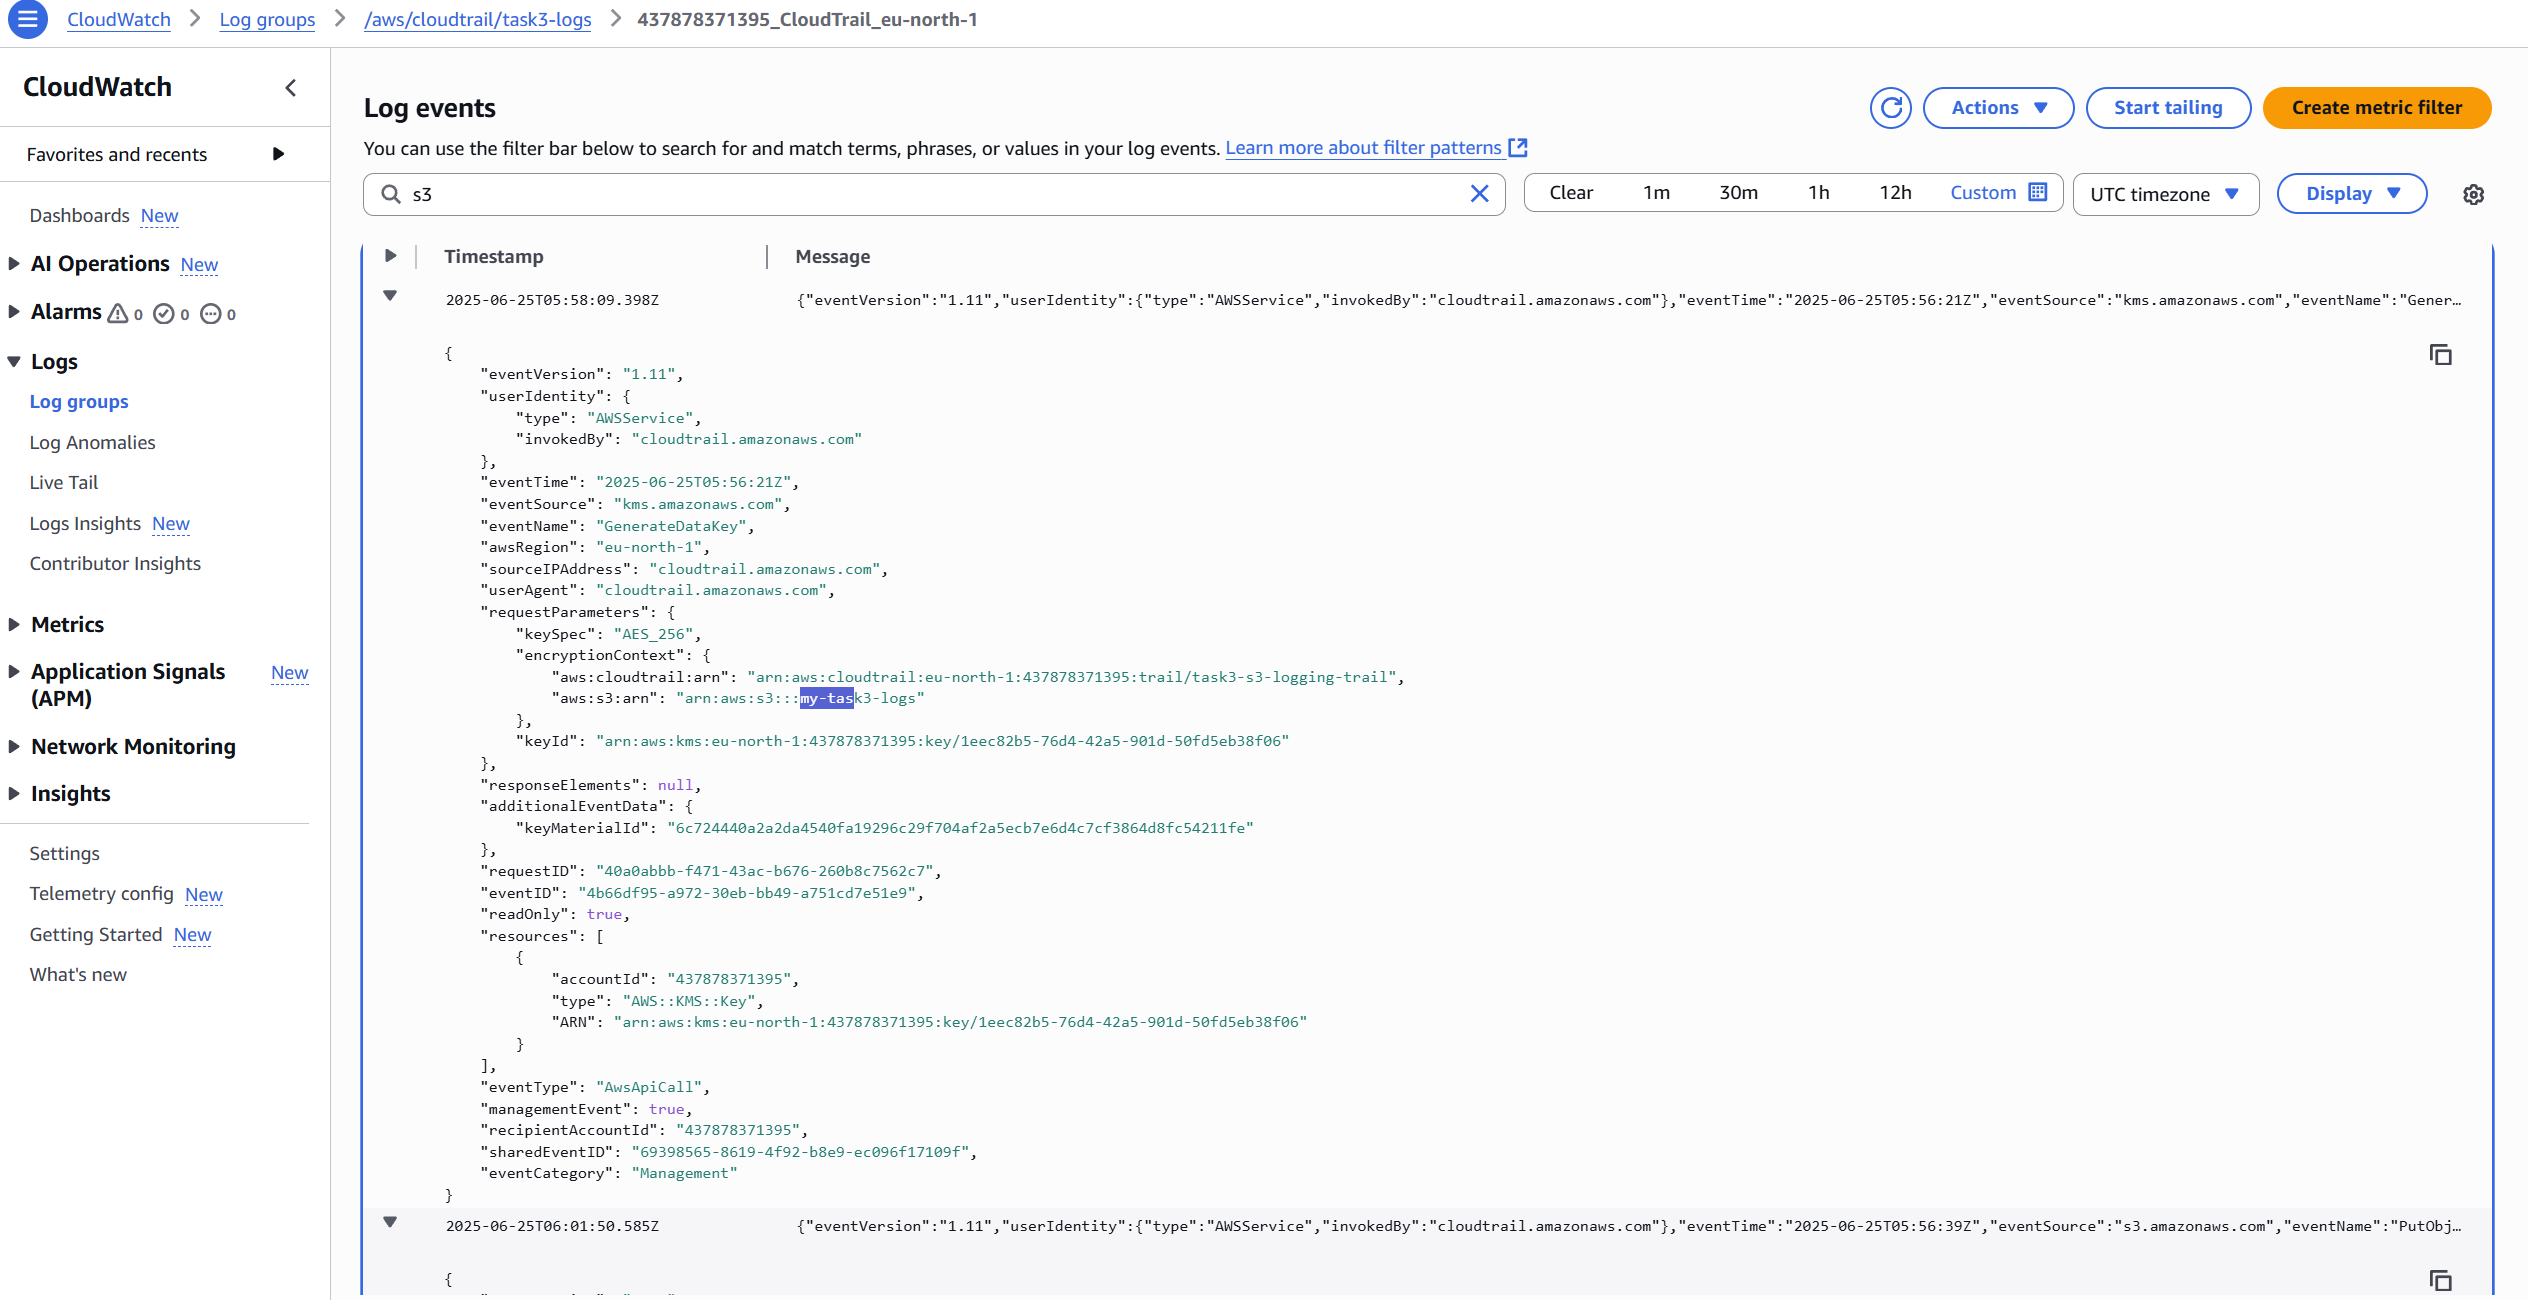 CloudWatch > Log groups > /aws/cloudtrail/task3-logs > 437878371395_CloudTrail_eu-north-1
CloudWatch
Favorites and recents
Dashboards New
AI Operations New
Alarms 0 0 0
Logs
Log groups
Log Anomalies
Live Tail
Logs Insights New
Contributor Insights
Metrics
Application Signals (APM) New
Network Monitoring
Insights
Settings
Telemetry config New
Getting Started New
What's new
Log events
Actions
Start tailing
Create metric filter
You can use the filter bar below to search for and match terms, phrases, or values in your log events. Learn more about filter patterns
s3
Clear 1m 30m 1h 12h Custom
UTC timezone
Display
Timestamp Message
2025-06-25T05:58:09.398Z {"eventVersion":"1.11","userIdentity":{"type":"AWSService","invokedBy":"cloudtrail.amazonaws.com"},"eventTime":"2025-06-25T05:56:21Z","eventSource":"kms.amazonaws.com","eventName":"Gener…
{
"eventVersion": "1.11",
"userIdentity": {
"type": "AWSService",
"invokedBy": "cloudtrail.amazonaws.com"
},
"eventTime": "2025-06-25T05:56:21Z",
"eventSource": "kms.amazonaws.com",
"eventName": "GenerateDataKey",
"awsRegion": "eu-north-1",
"sourceIPAddress": "cloudtrail.amazonaws.com",
"userAgent": "cloudtrail.amazonaws.com",
"requestParameters": {
"keySpec": "AES_256",
"encryptionContext": {
"aws:cloudtrail:arn": "arn:aws:cloudtrail:eu-north-1:437878371395:trail/task3-s3-logging-trail",
"aws:s3:arn": "arn:aws:s3:::my-task3-logs"
},
"keyId": "arn:aws:kms:eu-north-1:437878371395:key/1eec82b5-76d4-42a5-901d-50fd5eb38f06"
},
"responseElements": null,
"additionalEventData": {
"keyMaterialId": "6c724440a2a2da4540fa19296c29f704af2a5ecb7e6d4c7cf3864d8fc54211fe"
},
"requestID": "40a0abbb-f471-43ac-b676-260b8c7562c7",
"eventID": "4b66df95-a972-30eb-bb49-a751cd7e51e9",
"readOnly": true,
"resources": [
{
"accountId": "437878371395",
"type": "AWS::KMS::Key",
"ARN": "arn:aws:kms:eu-north-1:437878371395:key/1eec82b5-76d4-42a5-901d-50fd5eb38f06"
}
],
"eventType": "AwsApiCall",
"managementEvent": true,
"recipientAccountId": "437878371395",
"sharedEventID": "69398565-8619-4f92-b8e9-ec096f17109f",
"eventCategory": "Management"
}
2025-06-25T06:01:50.585Z {"eventVersion":"1.11","userIdentity":{"type":"AWSService","invokedBy":"cloudtrail.amazonaws.com"},"eventTime":"2025-06-25T05:56:39Z","eventSource":"s3.amazonaws.com","eventName":"PutObj…
{